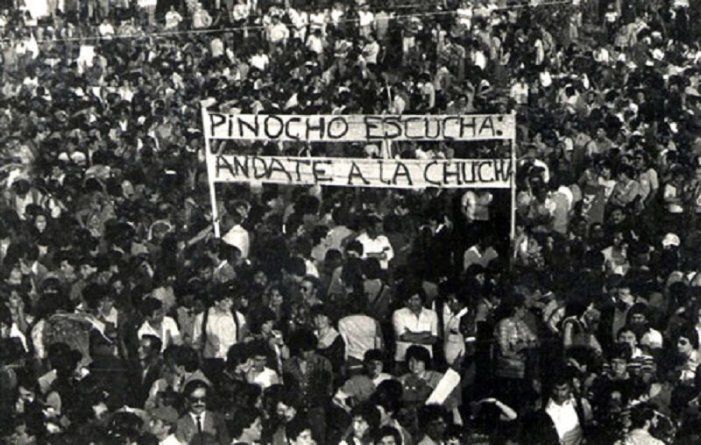 PINOCHO ESCUCHA:
ANDATE A LA CHUCHA